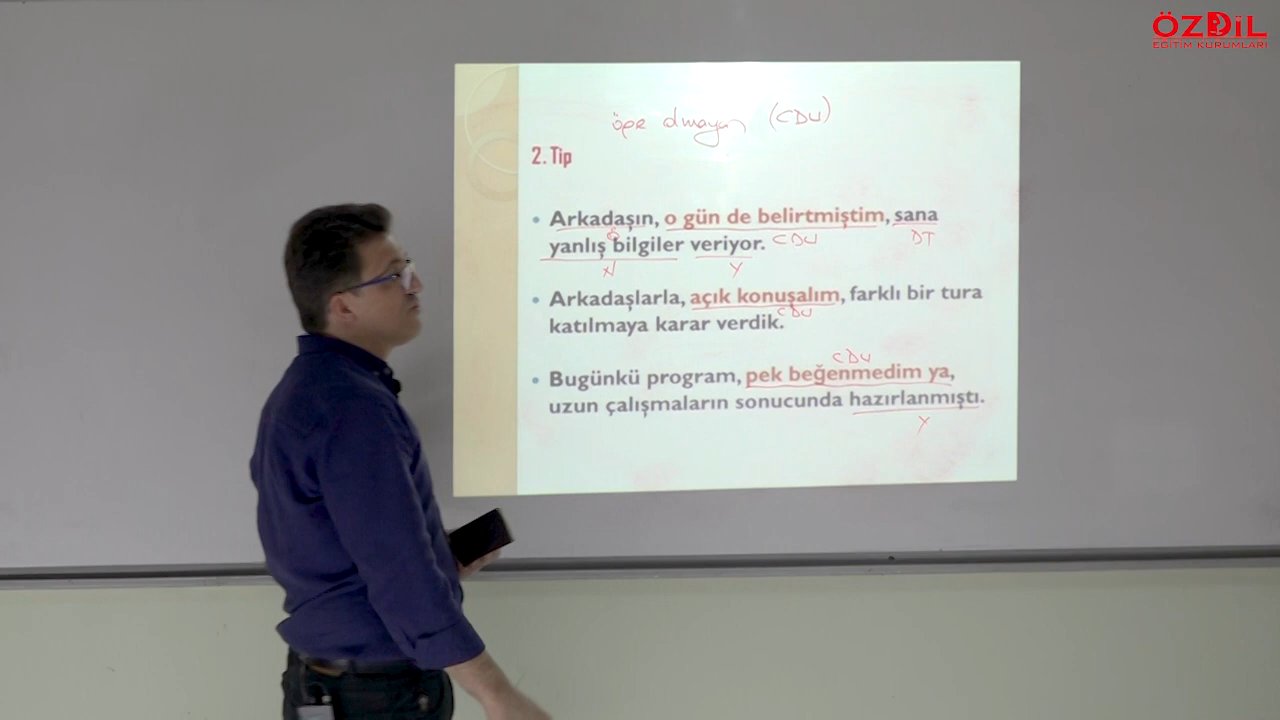 ÖZDİL
EĞİTİM KURUMLARI
öge olmayan (CDU)
2. Tip
• Arkadaşın, o gün de belirtmiştim, sana
Ö CDU DT
yanlış bilgiler veriyor.
N Y
• Arkadaşlarla, açık konuşalım, farklı bir tura
CDU
katılmaya karar verdik.
CDU
• Bugünkü program, pek beğenmedim ya,
uzun çalışmaların sonucunda hazırlanmıştı.
Y